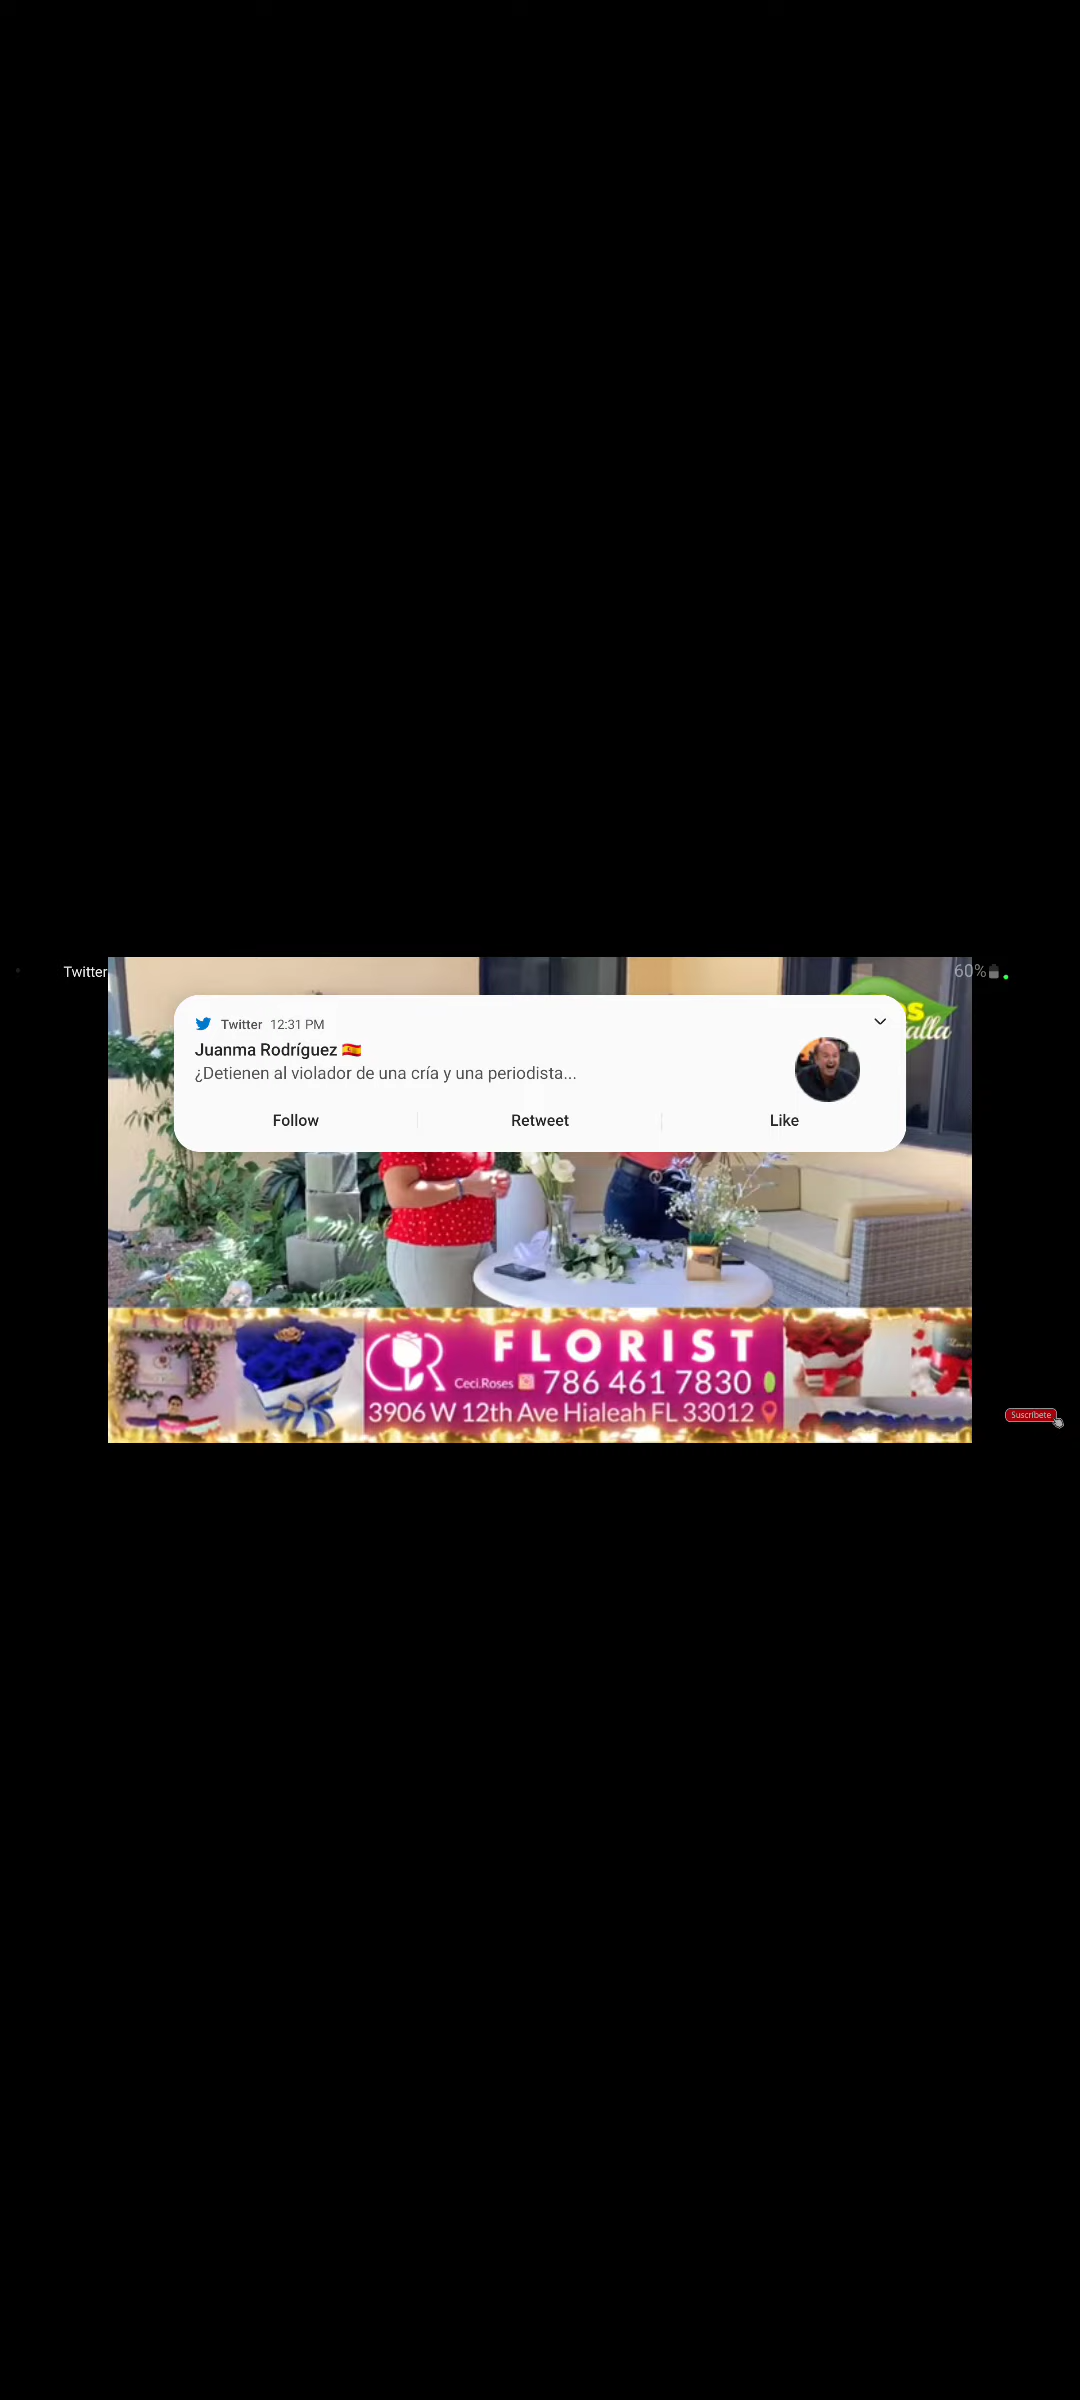 Twitter
60%
Twitter 12:31 PM
Juanma Rodríguez 🇪🇸
¿Detienen al violador de una cría y una periodista...
Follow Retweet Like
alla
FLORIST
Ceci.Roses 786 461 7830
3906 W 12th Ave Hialeah FL 33012
Suscríbete